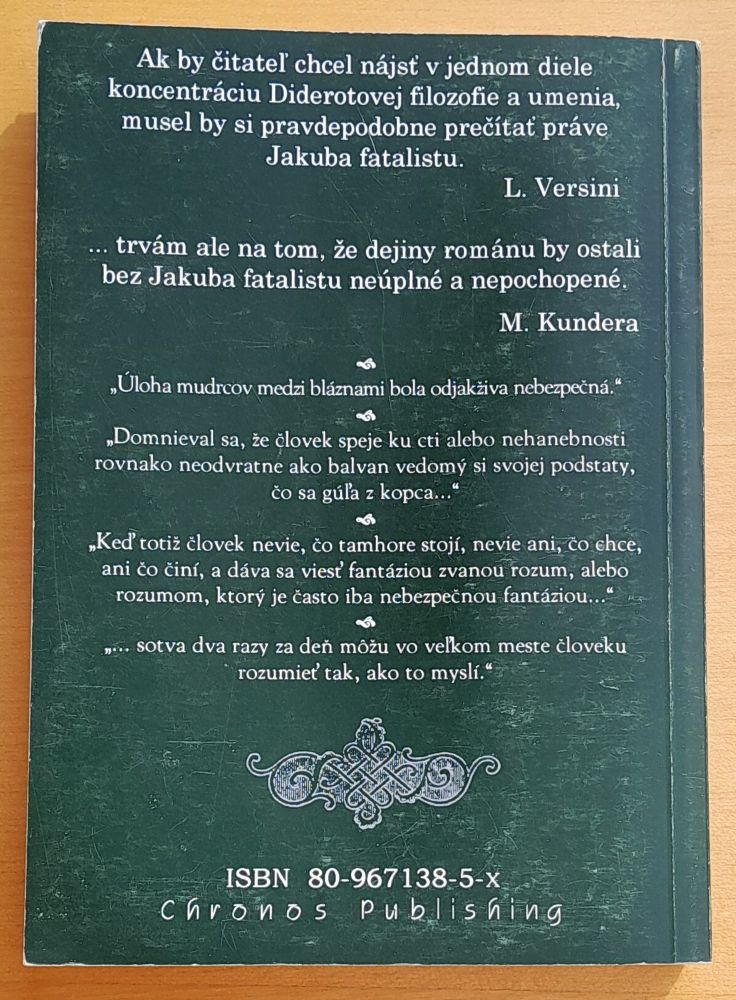 Ak by čitateľ chcel nájsť v jednom diele
koncentráciu Diderotovej filozofie a umenia,
musel by si pravdepodobne prečítať práve
Jakuba fatalistu.
L. Versini
... trvám ale na tom, že dejiny románu by ostali
bez Jakuba fatalistu neúplné a nepochopené.
M. Kundera
„Úloha mudrcov medzi bláznami bola odjakživa nebezpečná.“
„Domnieval sa, že človek speje ku cti alebo nehanebnosti
rovnako neodvratne ako balvan vedomý si svojej podstaty,
čo sa gúľa z kopca...“
„Keď totiž človek nevie, čo tamhore stojí, nevie ani, čo chce,
ani čo činí, a dáva sa viesť fantáziou zvanou rozum, alebo
rozumom, ktorý je často iba nebezpečnou fantáziou...“
„... sotva dva razy za deň môžu vo veľkom meste človeku
rozumieť tak, ako to myslí.“
ISBN 80-967138-5-x
Chronos Publishing